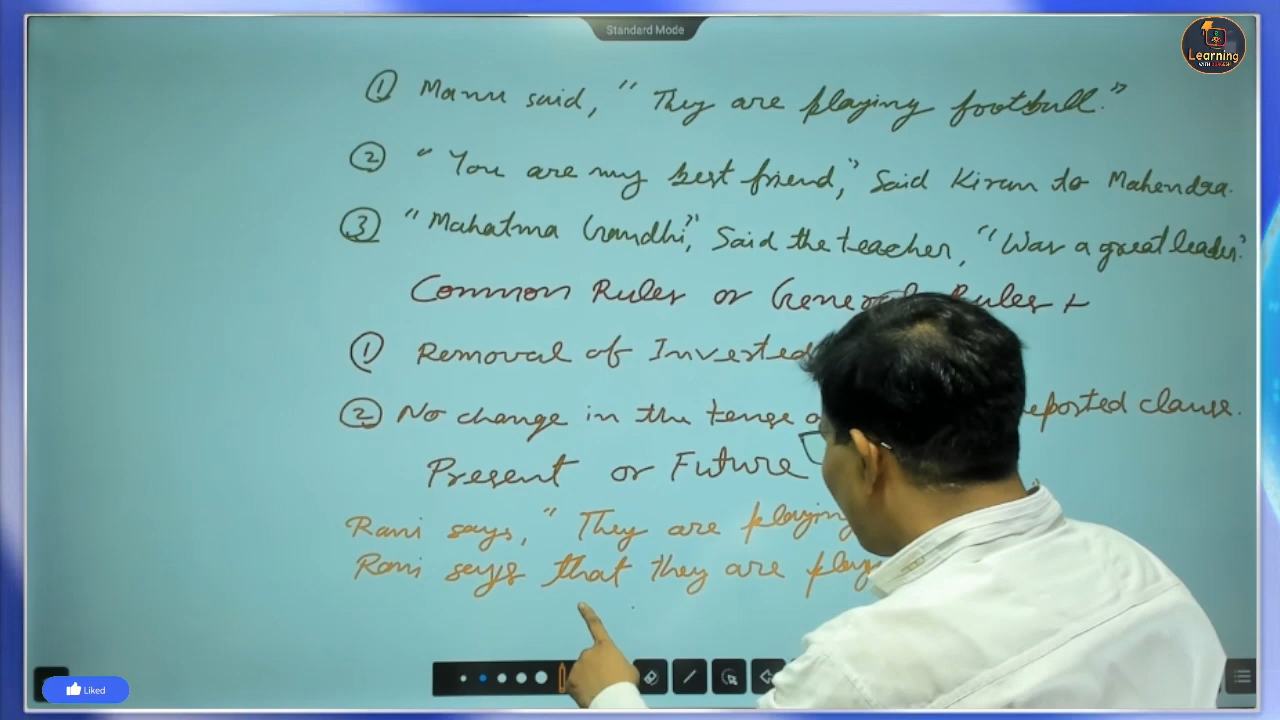 Standard Mode
Learning
① Manu said, “They are playing football.”
② “You are my best friend,” Said Kiran to Mahendra.
③ “Mahatma Gandhi”, Said the teacher, “Was a great leader.”
Common Rules or General Rules
① Removal of Inverted
② No change in the tense reported clause.
Present or Future
Rani says, “They are playing
Rani says that they are
Liked